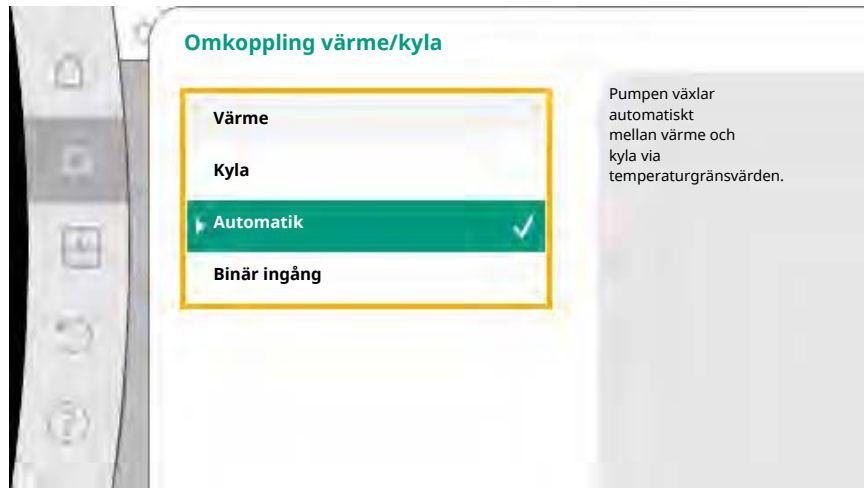 Omkoppling värme/kyla
Värme
Kyla
Automatik
Binär ingång
Pumpen växlar
automatiskt
mellan värme och
kyla via
temperaturgränsvärden.